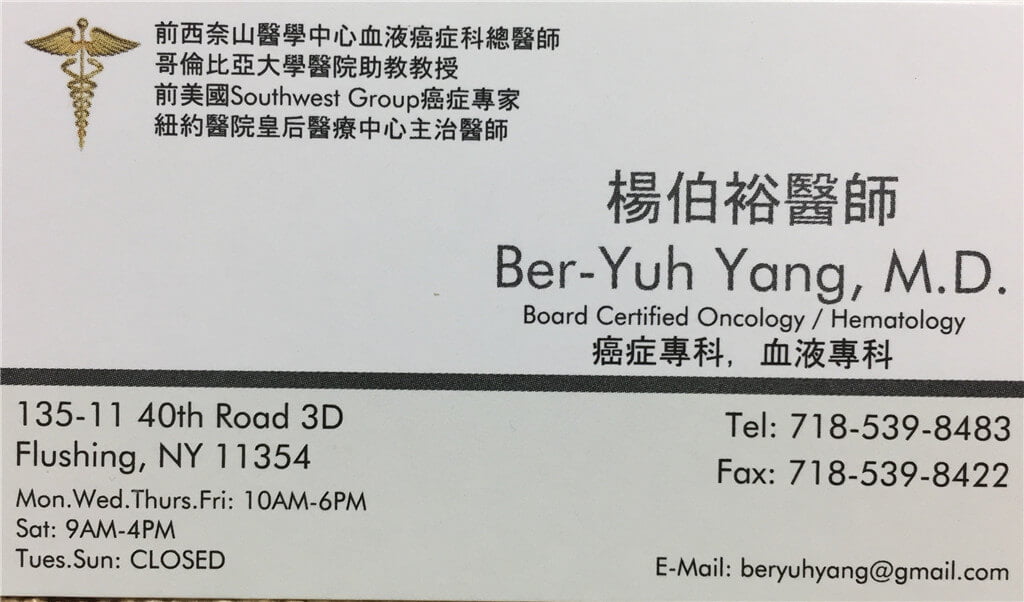 前西奈山醫學中心血液癌症科總醫師
哥倫比亞大學醫院助教教授
前美國Southwest Group癌症專家
紐約醫院皇后醫療中心主治醫師
楊伯裕醫師
Ber-Yuh Yang, M.D.
Board Certified Oncology / Hematology
癌症專科，血液專科
135-11 40th Road 3D
Flushing, NY 11354
Mon.Wed.Thurs.Fri: 10AM-6PM
Sat: 9AM-4PM
Tues.Sun: CLOSED
Tel: 718-539-8483
Fax: 718-539-8422
E-Mail: beryuhyang@gmail.com